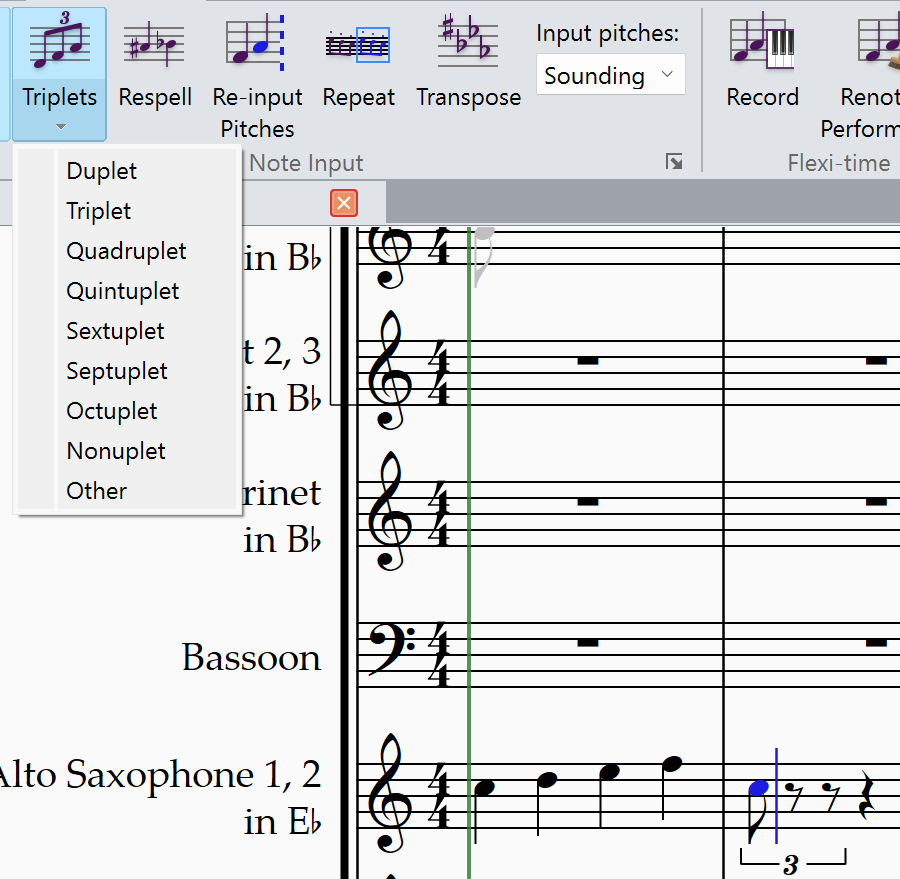 Triplets
Respell
Re-input
Pitches
Repeat
Transpose
Input pitches:
Sounding
Record
Renot
Perform
Note Input
Flexi-time
Duplet
Triplet
Quadruplet
Quintuplet
Sextuplet
Septuplet
Octuplet
Nonuplet
Other
in B♭
t 2, 3
in B♭
rinet
in B♭
Bassoon
Alto Saxophone 1, 2
in E♭
3